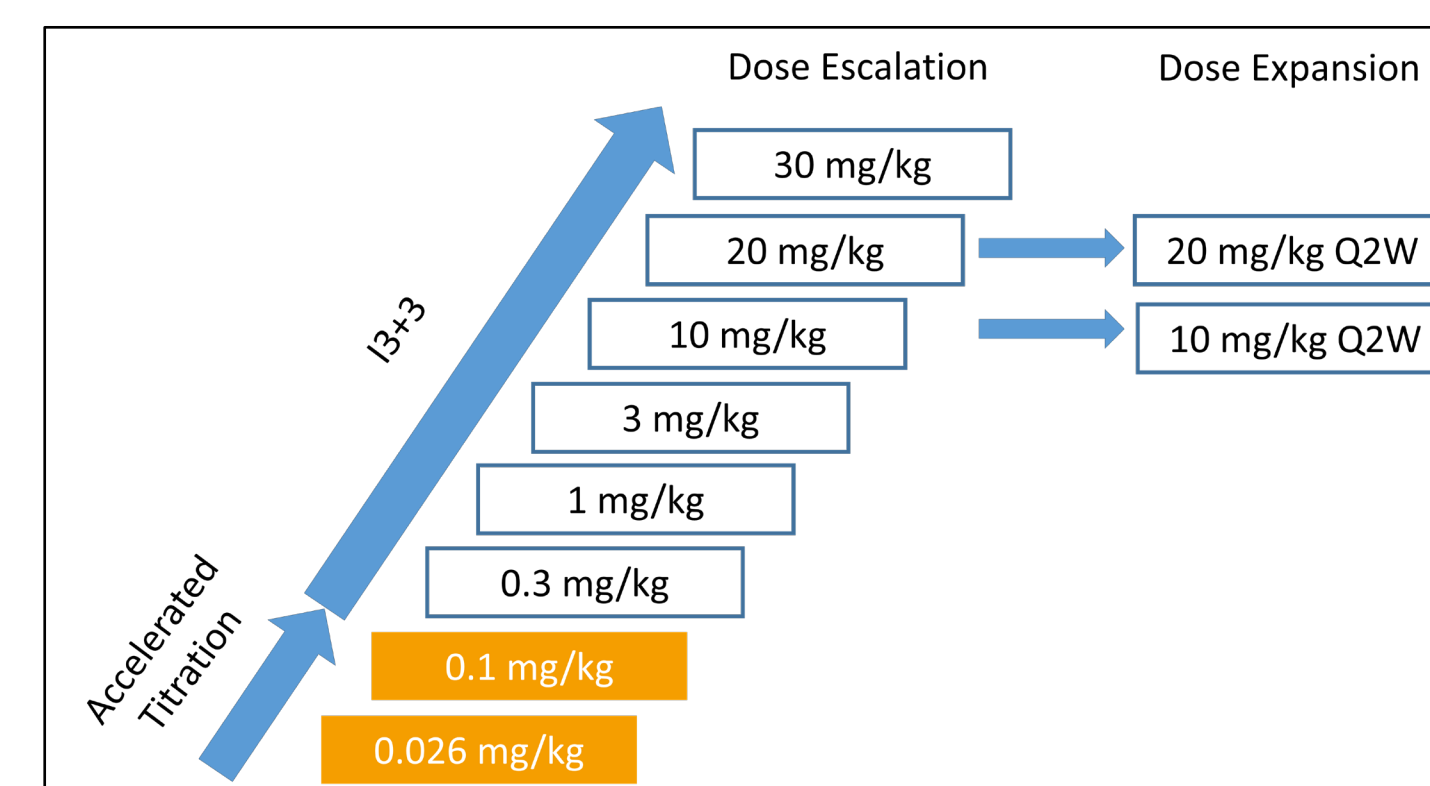 Dose Escalation
Dose Expansion
30 mg/kg
20 mg/kg
20 mg/kg Q2W
10 mg/kg
10 mg/kg Q2W
I3+3
3 mg/kg
1 mg/kg
0.3 mg/kg
Accelerated
Titration
0.1 mg/kg
0.026 mg/kg